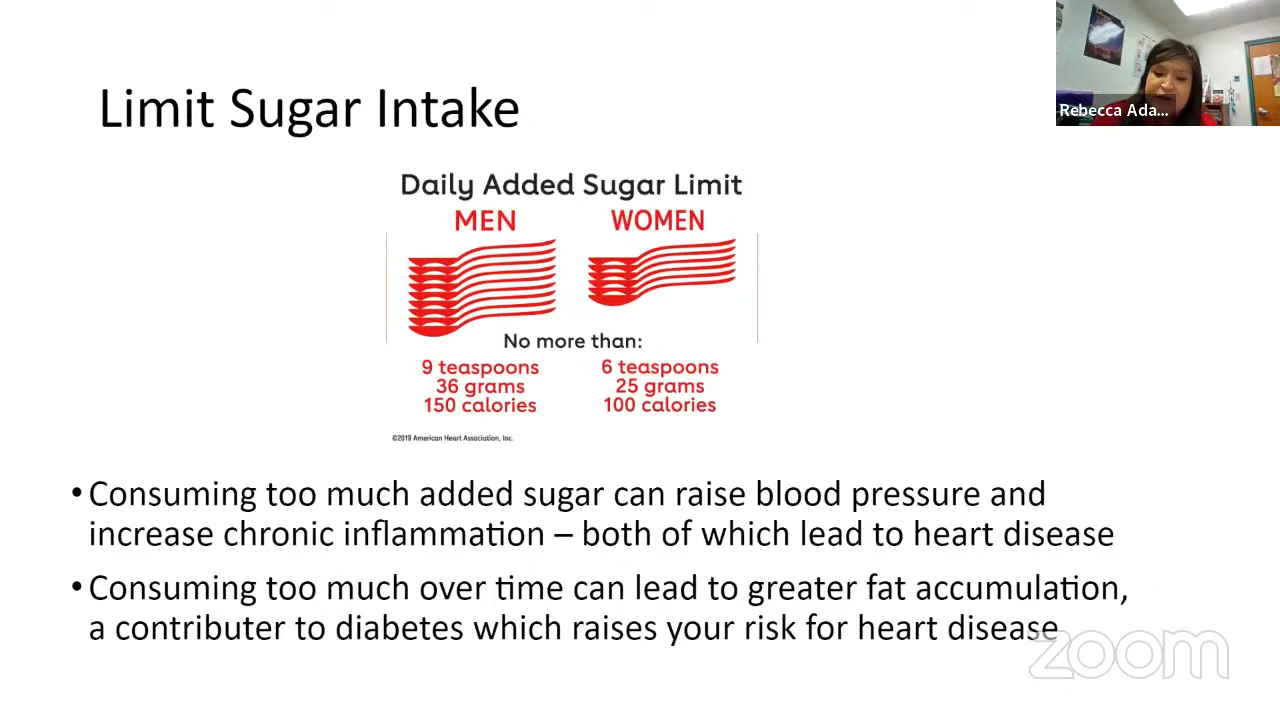 Limit Sugar Intake
Rebecca Ada...
Daily Added Sugar Limit
MEN
WOMEN
No more than:
9 teaspoons
36 grams
150 calories
6 teaspoons
25 grams
100 calories
©2019 American Heart Association, Inc.
• Consuming too much added sugar can raise blood pressure and
increase chronic inflammation – both of which lead to heart disease
• Consuming too much over time can lead to greater fat accumulation,
a contributer to diabetes which raises your risk for heart disease
zoom